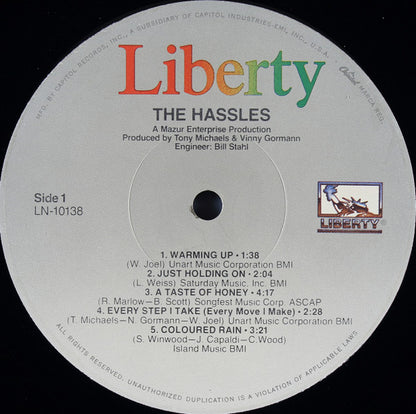 MFD. BY CAPITOL RECORDS, INC., A SUBSIDIARY OF CAPITOL INDUSTRIES-EMI, INC., U.S.A.
Capitol MARCA REG.
Liberty
THE HASSLES
A Mazur Enterprise Production
Produced by Tony Michaels & Vinny Gormann
Engineer: Bill Stahl
Side 1
LN-10138
LIBERTY®
1. WARMING UP • 1:38
(W. Joel) Unart Music Corporation BMI
2. JUST HOLDING ON • 2:04
(L. Weiss) Saturday Music. Inc. BMI
3. A TASTE OF HONEY • 4:17
(R. Marlow–B. Scott) Songfest Music Corp. ASCAP
4. EVERY STEP I TAKE (Every Move I Make) • 2:28
(T. Michaels–N. Gormann–W. Joel) Unart Music Corporation BMI
5. COLOURED RAIN • 3:21
(S. Winwood–J. Capaldi–C.Wood)
Island Music BMI
ALL RIGHTS RESERVED. UNAUTHORIZED DUPLICATION IS A VIOLATION OF APPLICABLE LAWS